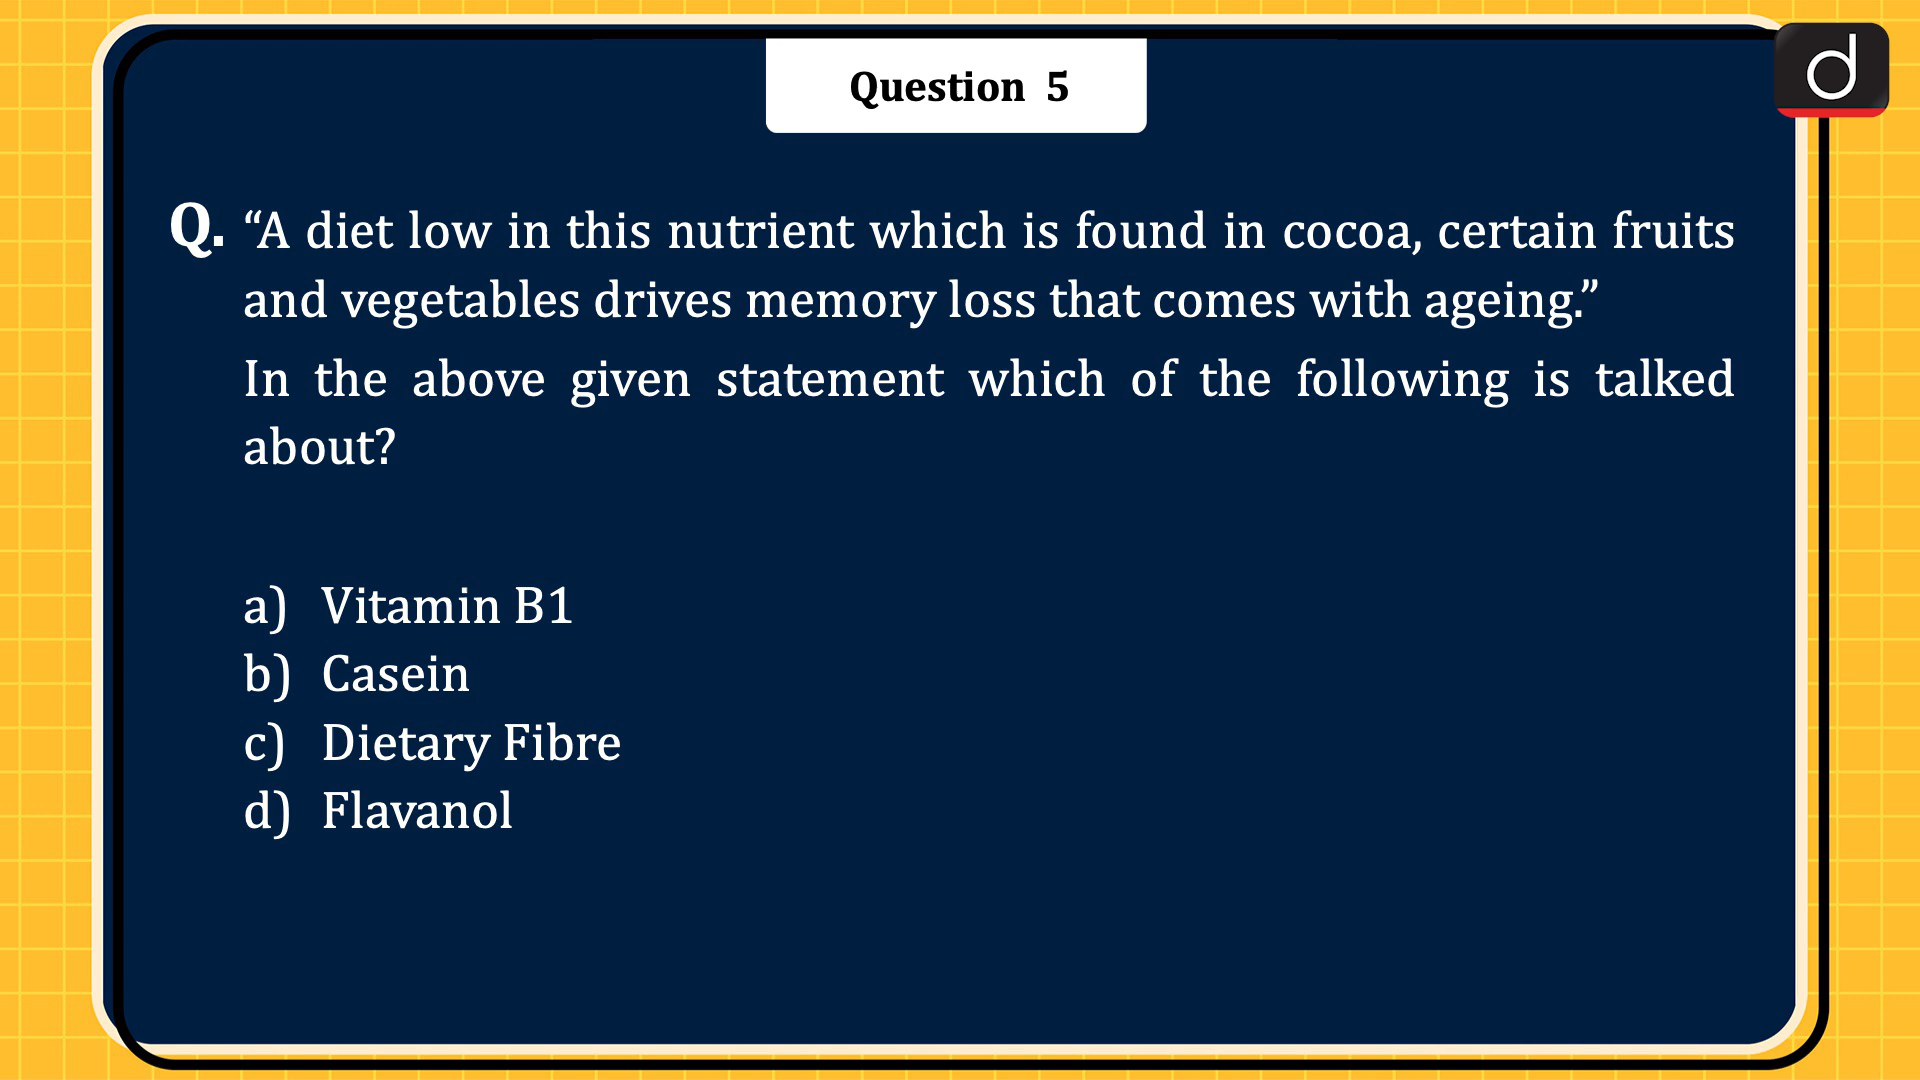 Question 5
d
Q. “A diet low in this nutrient which is found in cocoa, certain fruits
and vegetables drives memory loss that comes with ageing.”
In the above given statement which of the following is talked
about?
a) Vitamin B1
b) Casein
c) Dietary Fibre
d) Flavanol